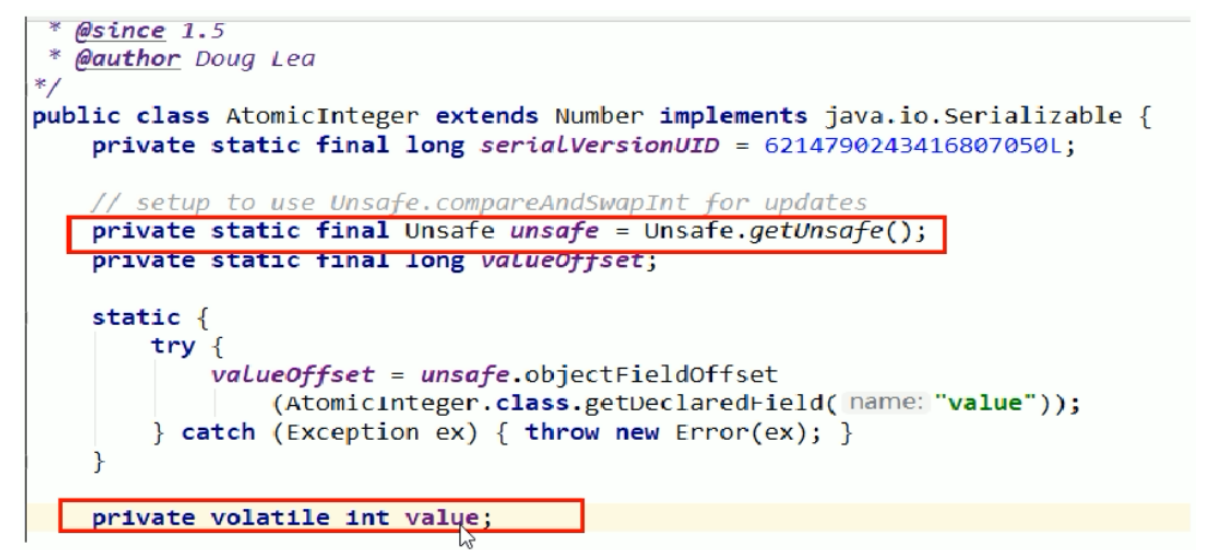 * @since 1.5
* @author Doug Lea
*/
public class AtomicInteger extends Number implements java.io.Serializable {
private static final long serialVersionUID = 6214790243416807050L;
// setup to use Unsafe.compareAndSwapInt for updates
private static final Unsafe unsafe = Unsafe.getUnsafe();
private static final long valueOffset;
static {
try {
valueOffset = unsafe.objectFieldOffset
(AtomicInteger.class.getDeclaredField( name: "value"));
} catch (Exception ex) { throw new Error(ex); }
}
private volatile int value;